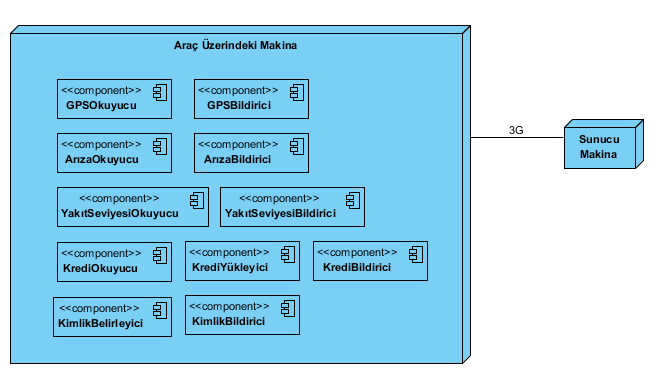 Araç Üzerindeki Makina
<<component>>
GPSOkuyucu
<<component>>
GPSBildirici
<<component>>
ArızaOkuyucu
<<component>>
ArızaBildirici
3G
Sunucu
Makina
<<component>>
YakıtSeviyesiOkuyucu
<<component>>
YakıtSeviyesiBildirici
<<component>>
KrediOkuyucu
<<component>>
KrediYükleyici
<<component>>
KrediBildirici
<<component>>
KimlikBelirleyici
<<component>>
KimlikBildirici